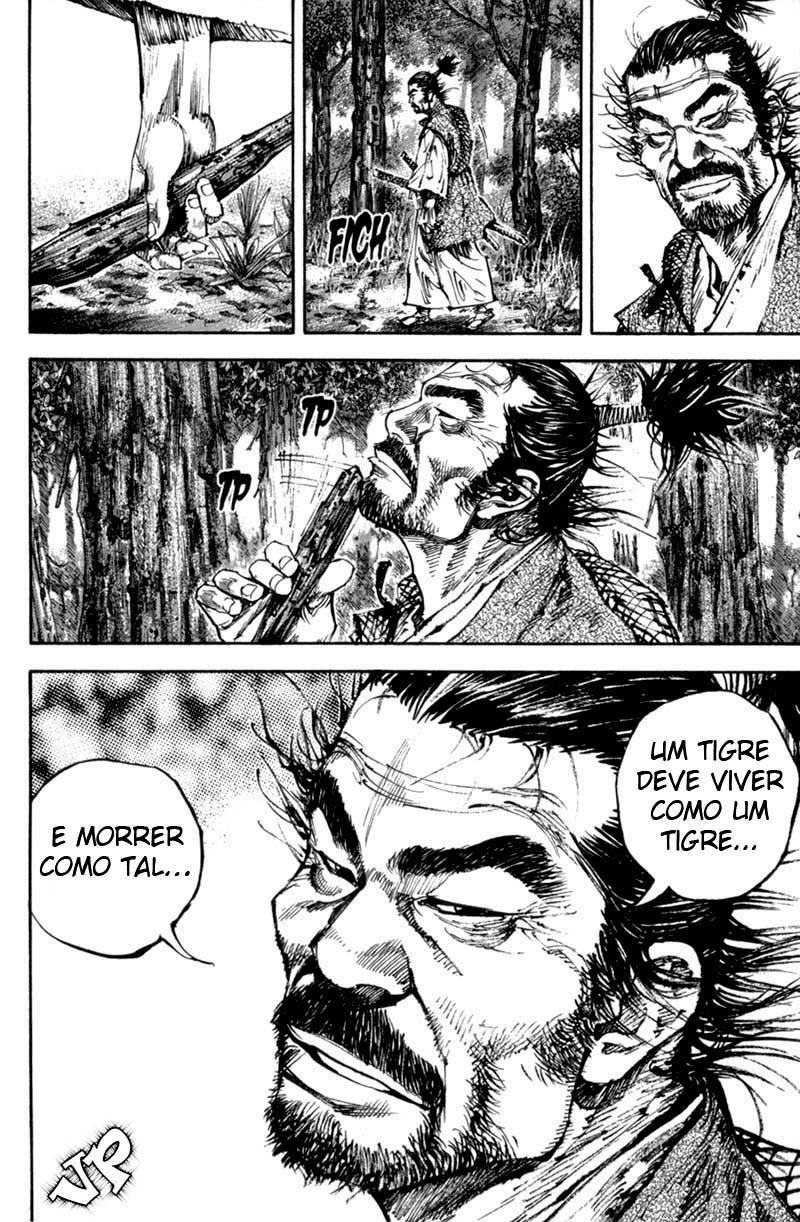 FICH
TP
TP
UM TIGRE
DEVE VIVER
COMO UM
TIGRE...
E MORRER
COMO TAL...
VP